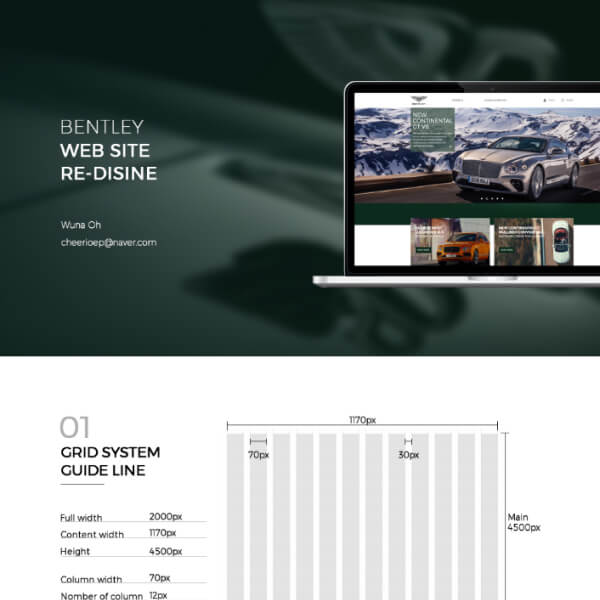 BENTLEY
WEB SITE
RE-DISINE
Wuna Oh
cheerioep@naver.com
BENTLEY
NEW
CONTINENTAL
GT V8
01
GRID SYSTEM
GUIDE LINE
Full width 2000px
Content width 1170px
Height 4500px
Column width 70px
Nomber of column 12px
1170px
70px
30px
Main
4500px